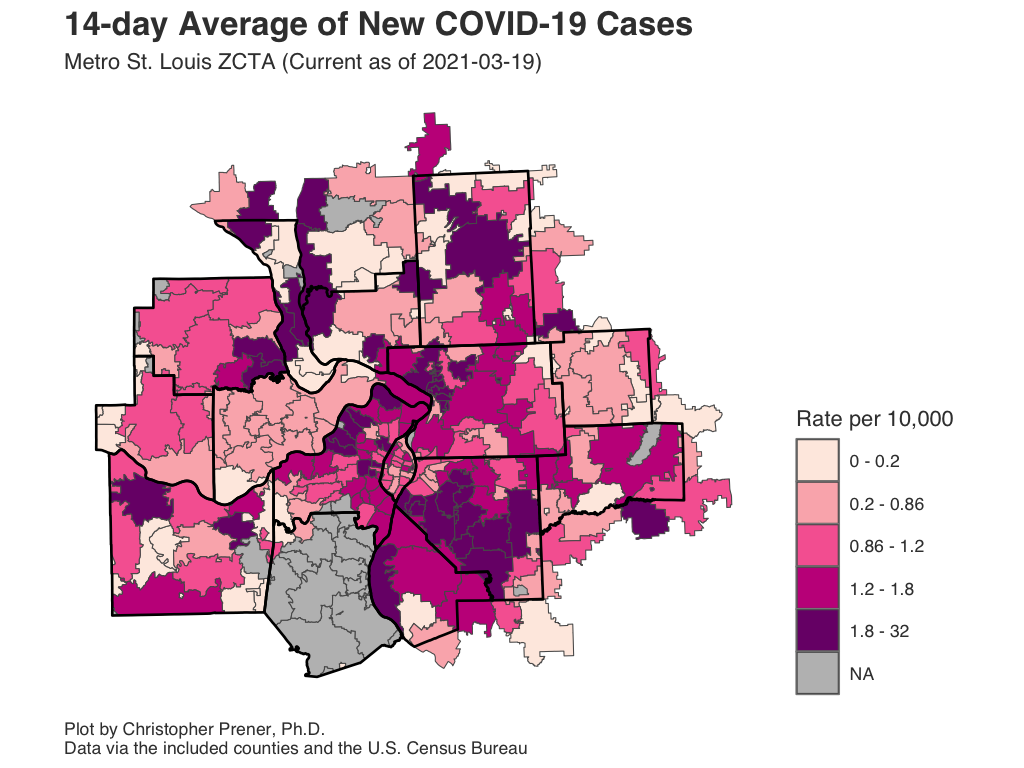 14-day Average of New COVID-19 Cases
Metro St. Louis ZCTA (Current as of 2021-03-19)
Rate per 10,000
0 - 0.2
0.2 - 0.86
0.86 - 1.2
1.2 - 1.8
1.8 - 32
NA
Plot by Christopher Prener, Ph.D.
Data via the included counties and the U.S. Census Bureau